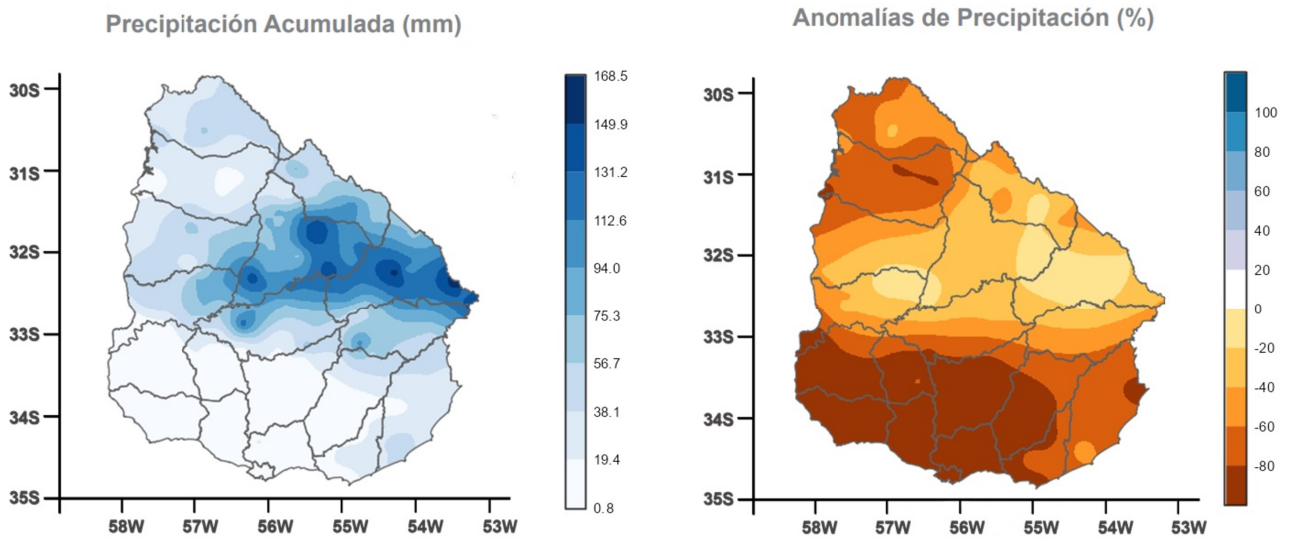 Precipitación Acumulada (mm)
30S
31S
32S
33S
34S
35S
58W 57W 56W 55W 54W 53W
168.5
149.9
131.2
112.6
94.0
75.3
56.7
38.1
19.4
0.8
Anomalías de Precipitación (%)
30S
31S
32S
33S
34S
35S
58W 57W 56W 55W 54W 53W
100
80
60
40
20
0
-20
-40
-60
-80